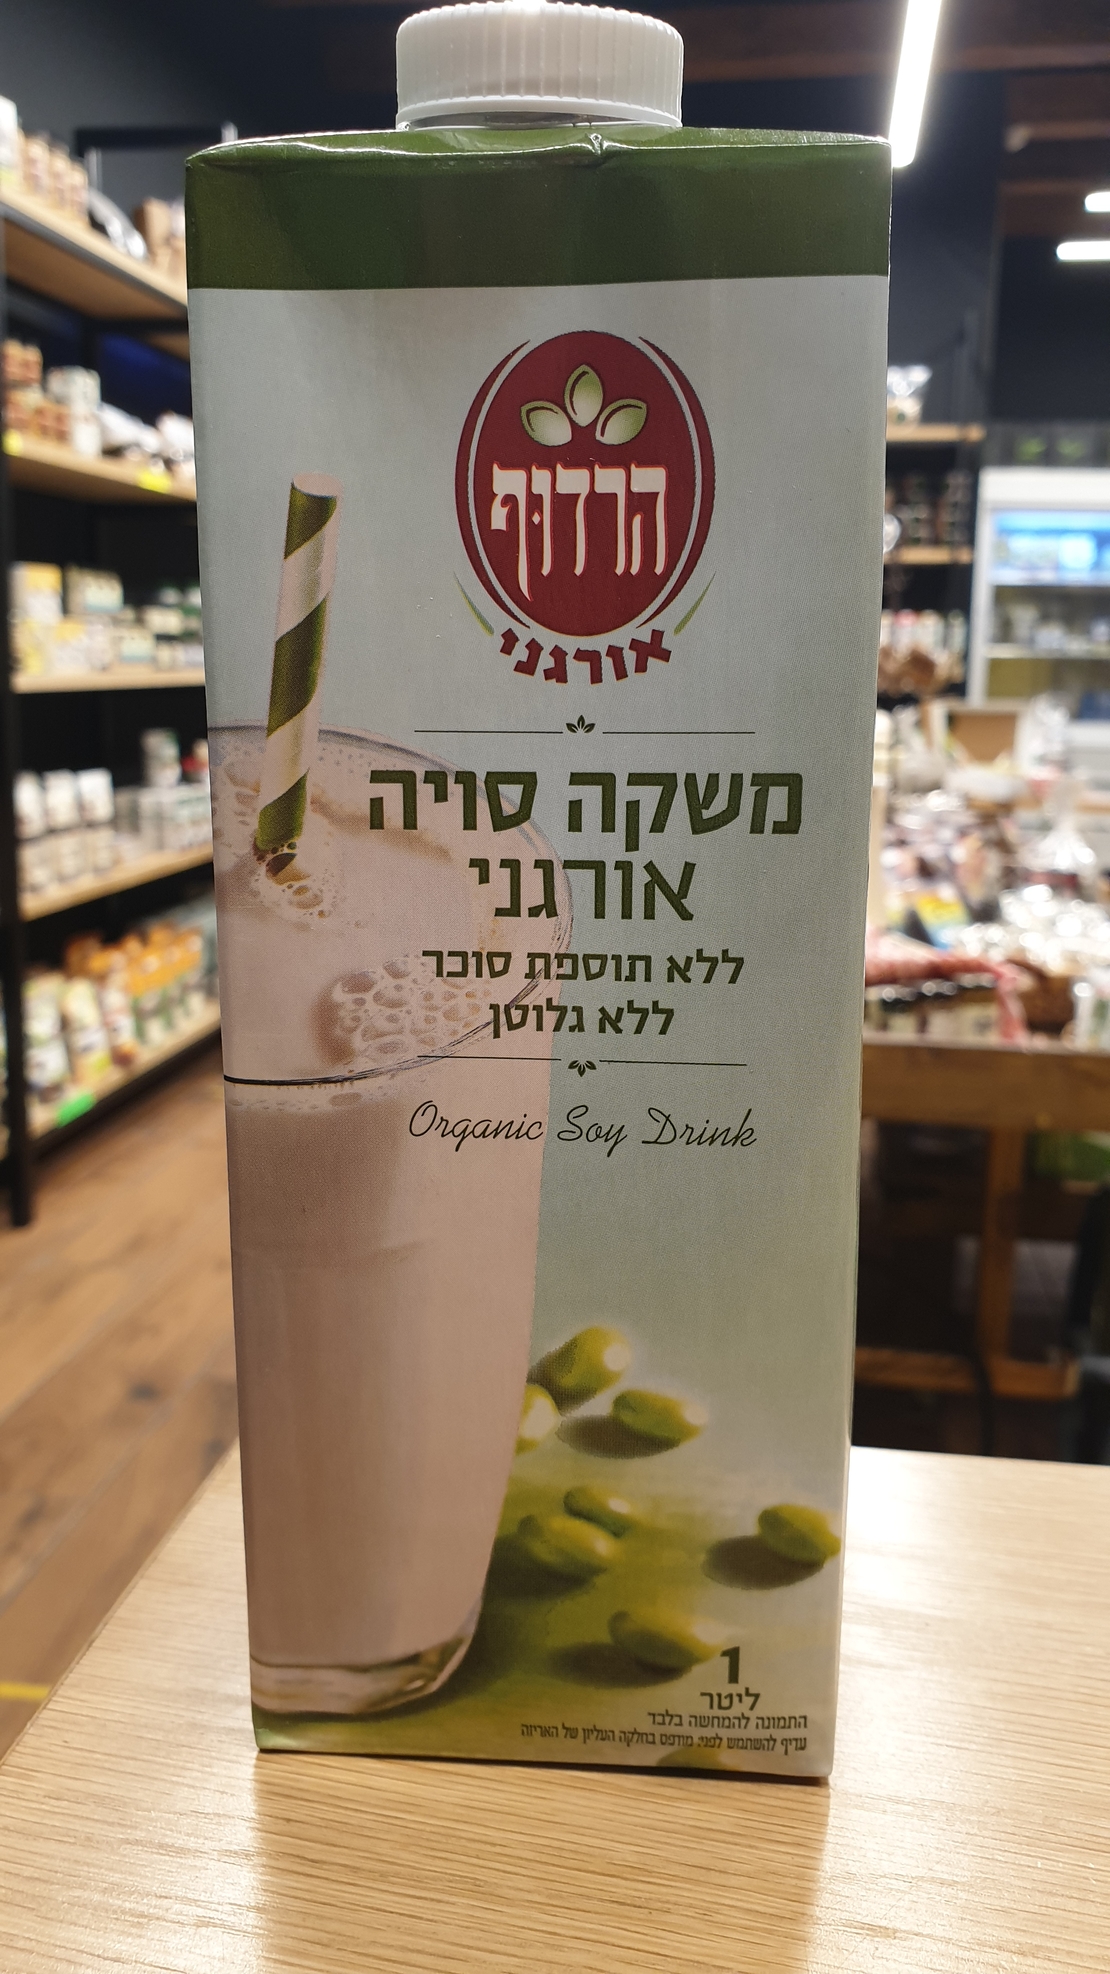 הרדוף
אורגני
משקה סויה
אורגני
ללא תוספת סוכר
ללא גלוטן
Organic Soy Drink
1
ליטר
התמונה להמחשה בלבד
עדיף להשתמש לפני: מודפס בחלקה העליון של האריזה